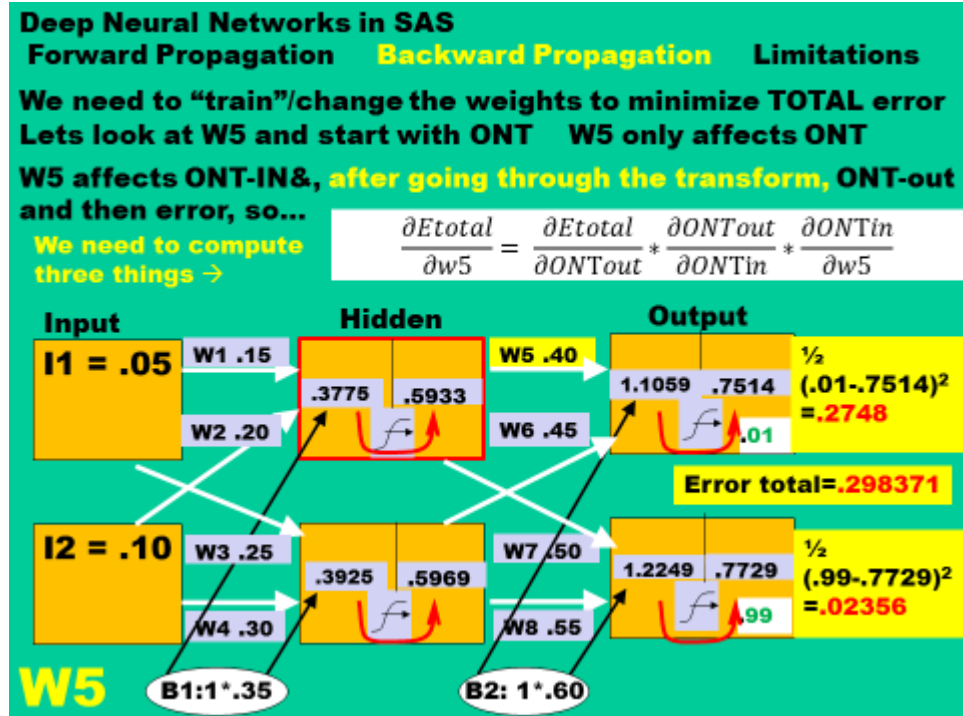 Deep Neural Networks in SAS
Forward Propagation Backward Propagation Limitations
We need to “train”/change the weights to minimize TOTAL error
Lets look at W5 and start with ONT W5 only affects ONT
W5 affects ONT-IN&, after going through the transform, ONT-out
and then error, so...
We need to compute
three things →
∂Etotal/∂w5 = ∂Etotal/∂ONTout * ∂ONTout/∂ONTin * ∂ONTin/∂w5
Input Hidden Output
I1 = .05
W1 .15
W2 .20
.3775 .5933
W5 .40
W6 .45
1.1059 .7514
.01
½
(.01-.7514)²
=.2748
Error total=.298371
I2 = .10
W3 .25
W4 .30
.3925 .5969
W7 .50
W8 .55
1.2249 .7729
.99
½
(.99-.7729)²
=.02356
W5
B1:1*.35
B2: 1*.60